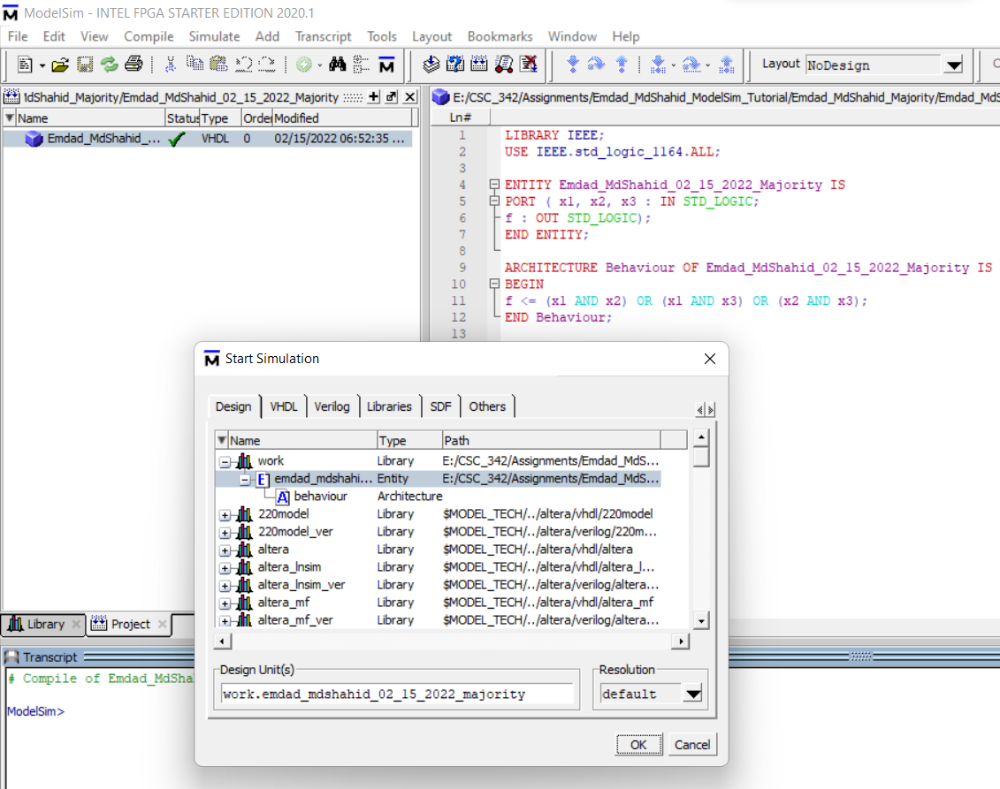 ModelSim - INTEL FPGA STARTER EDITION 2020.1
File Edit View Compile Simulate Add Transcript Tools Layout Bookmarks Window Help
Layout NoDesign
1dShahid_Majority/Emdad_MdShahid_02_15_2022_Majority
Name Status Type Order Modified
Emdad_MdShahid_... VHDL 0 02/15/2022 06:52:35 ...
E:/CSC_342/Assignments/Emdad_MdShahid_ModelSim_Tutorial/Emdad_MdShahid_Majority/Emdad_MdS
Ln#
1 LIBRARY IEEE;
2 USE IEEE.std_logic_1164.ALL;
3
4 ENTITY Emdad_MdShahid_02_15_2022_Majority IS
5 PORT ( x1, x2, x3 : IN STD_LOGIC;
6 f : OUT STD_LOGIC);
7 END ENTITY;
8
9 ARCHITECTURE Behaviour OF Emdad_MdShahid_02_15_2022_Majority IS
10 BEGIN
11 f <= (x1 AND x2) OR (x1 AND x3) OR (x2 AND x3);
12 END Behaviour;
13
Start Simulation
Design VHDL Verilog Libraries SDF Others
Name Type Path
work Library E:/CSC_342/Assignments/Emdad_MdS...
emdad_mdshahi... Entity E:/CSC_342/Assignments/Emdad_MdS...
behaviour Architecture
220model Library $MODEL_TECH/../altera/vhdl/220model
220model_ver Library $MODEL_TECH/../altera/verilog/220m...
altera Library $MODEL_TECH/../altera/vhdl/altera
altera_lnsim Library $MODEL_TECH/../altera/vhdl/altera_l...
altera_lnsim_ver Library $MODEL_TECH/../altera/verilog/altera...
altera_mf Library $MODEL_TECH/../altera/vhdl/altera_mf
altera_mf_ver Library $MODEL_TECH/../altera/verilog/altera...
Design Unit(s) Resolution
work.emdad_mdshahid_02_15_2022_majority default
OK Cancel
Library Project
Transcript
# Compile of Emdad_MdSha
ModelSim>